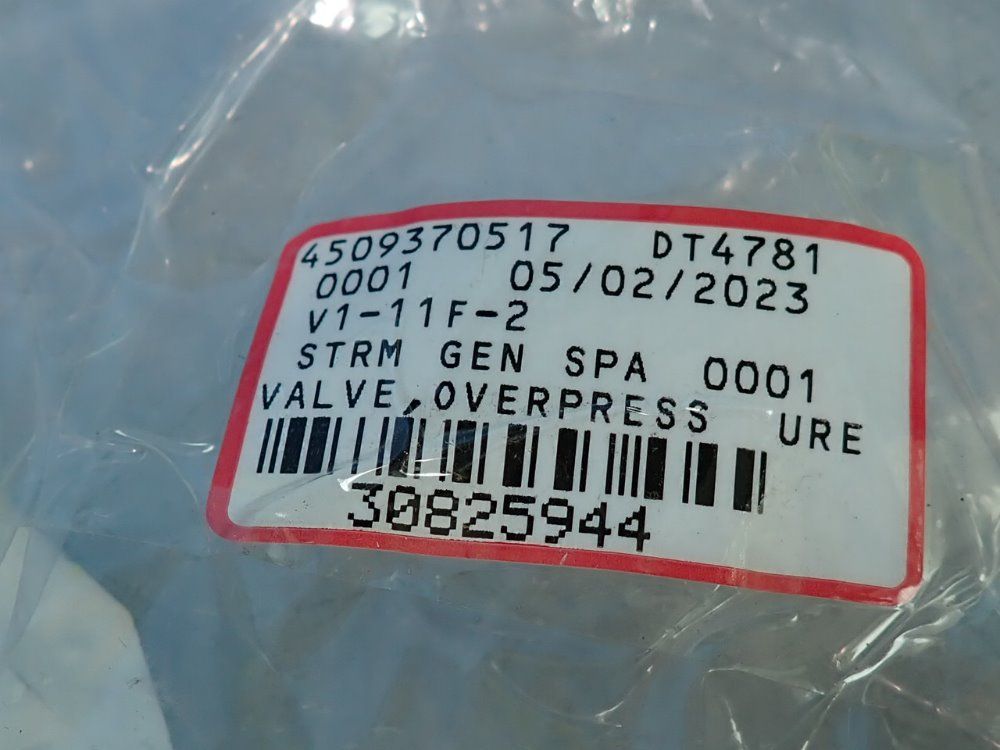 4509370517 DT4781
0001 05/02/2023
V1-11F-2
STRM GEN SPA 0001
VALVE,OVERPRESS URE
30825944